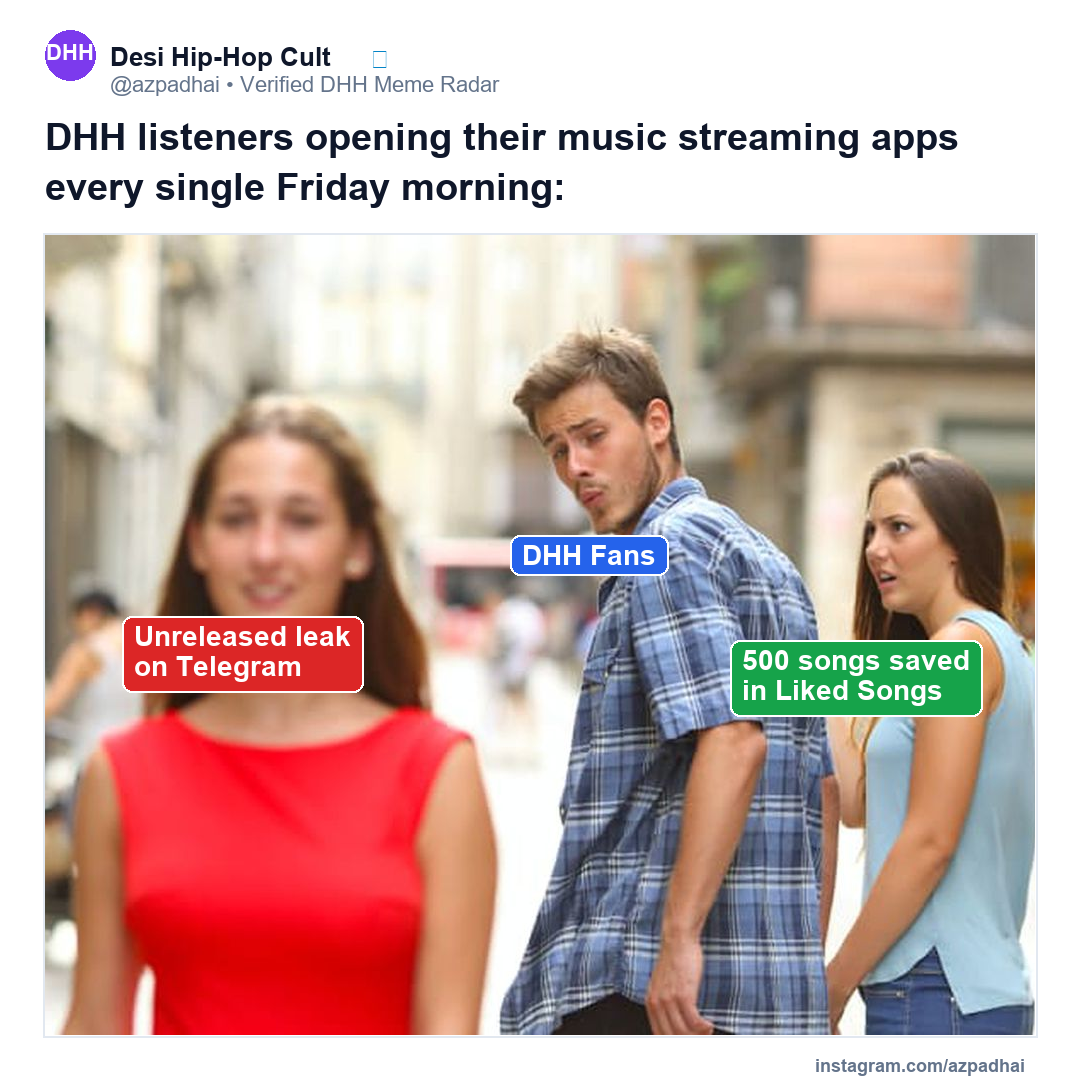 DHH
Desi Hip-Hop Cult
@azpadhai • Verified DHH Meme Radar
DHH listeners opening their music streaming apps
every single Friday morning:
DHH Fans
Unreleased leak
on Telegram
500 songs saved
in Liked Songs
instagram.com/azpadhai